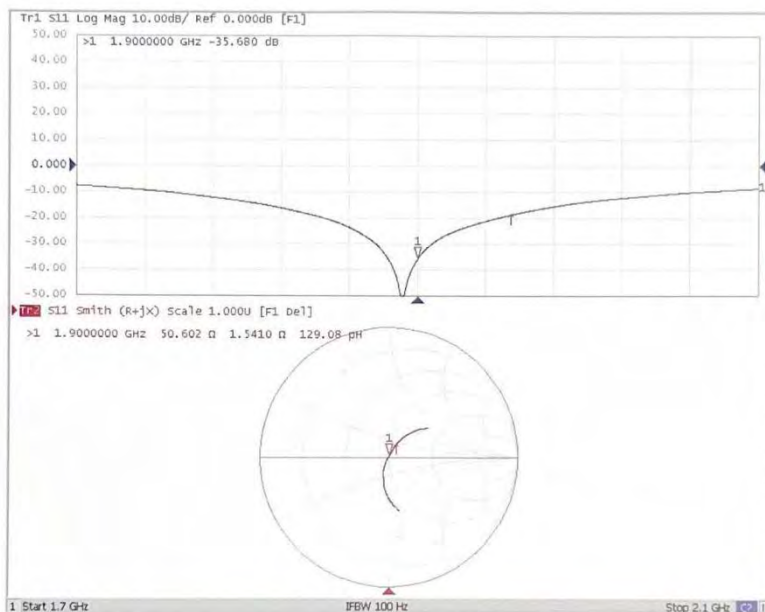 Tr1 S11 Log Mag 10.00dB/ Ref 0.000dB [F1]
50.00
>1 1.9000000 GHz -35.680 dB
40.00
30.00
20.00
10.00
0.000
-10.00
1
-20.00
-30.00
1
-40.00
-50.00
Tr2 S11 Smith (R+jX) Scale 1.000U [F1 Del]
>1 1.9000000 GHz 50.602 Ω 1.5410 Ω 129.08 pH
1
1 Start 1.7 GHz IFBW 100 Hz Stop 2.1 GHz